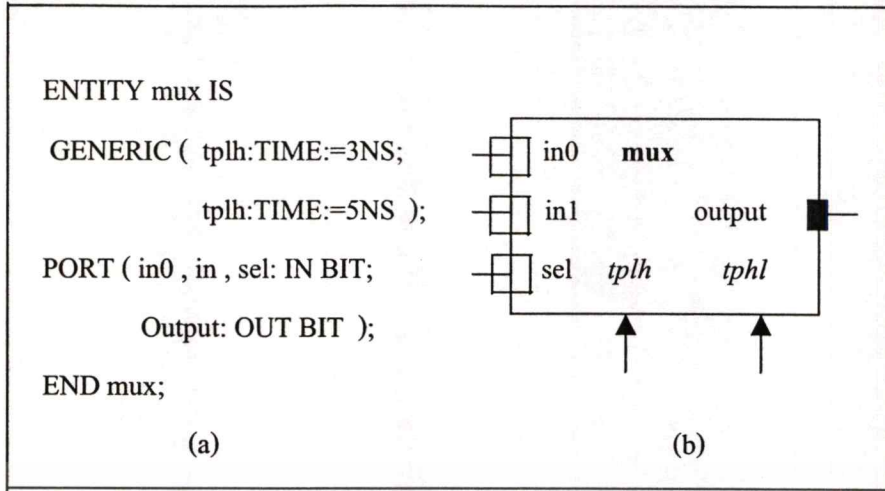 ENTITY mux IS
GENERIC ( tplh:TIME:=3NS;
tplh:TIME:=5NS );
PORT ( in0 , in , sel: IN BIT;
Output: OUT BIT );
END mux;
(a)
in0 mux
in1 output
sel tplh tphl
(b)